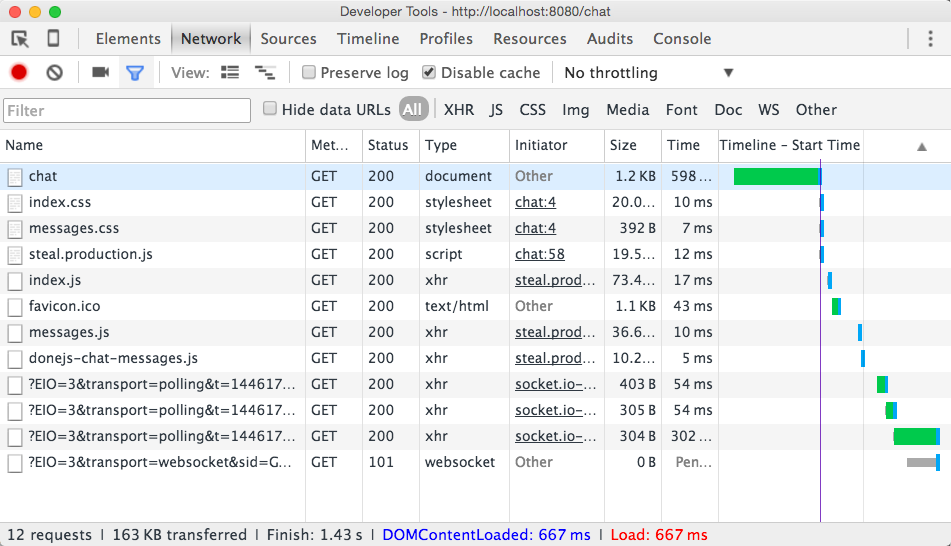 Developer Tools - http://localhost:8080/chat
Elements Network Sources Timeline Profiles Resources Audits Console
View: Preserve log Disable cache No throttling
Filter Hide data URLs All XHR JS CSS Img Media Font Doc WS Other
Name Met... Status Type Initiator Size Time Timeline – Start Time
chat GET 200 document Other 1.2 KB 598 ...
index.css GET 200 stylesheet chat:4 20.0... 10 ms
messages.css GET 200 stylesheet chat:4 392 B 7 ms
steal.production.js GET 200 script chat:58 19.5... 12 ms
index.js GET 200 xhr steal.prod... 73.4... 17 ms
favicon.ico GET 200 text/html Other 1.1 KB 43 ms
messages.js GET 200 xhr steal.prod... 36.6... 10 ms
donejs-chat-messages.js GET 200 xhr steal.prod... 10.2... 5 ms
?EIO=3&transport=polling&t=144617... GET 200 xhr socket.io-... 403 B 54 ms
?EIO=3&transport=polling&t=144617... GET 200 xhr socket.io-... 305 B 54 ms
?EIO=3&transport=polling&t=144617... GET 200 xhr socket.io-... 304 B 302 ...
?EIO=3&transport=websocket&sid=G... GET 101 websocket Other 0 B Pen...
12 requests | 163 KB transferred | Finish: 1.43 s | DOMContentLoaded: 667 ms | Load: 667 ms